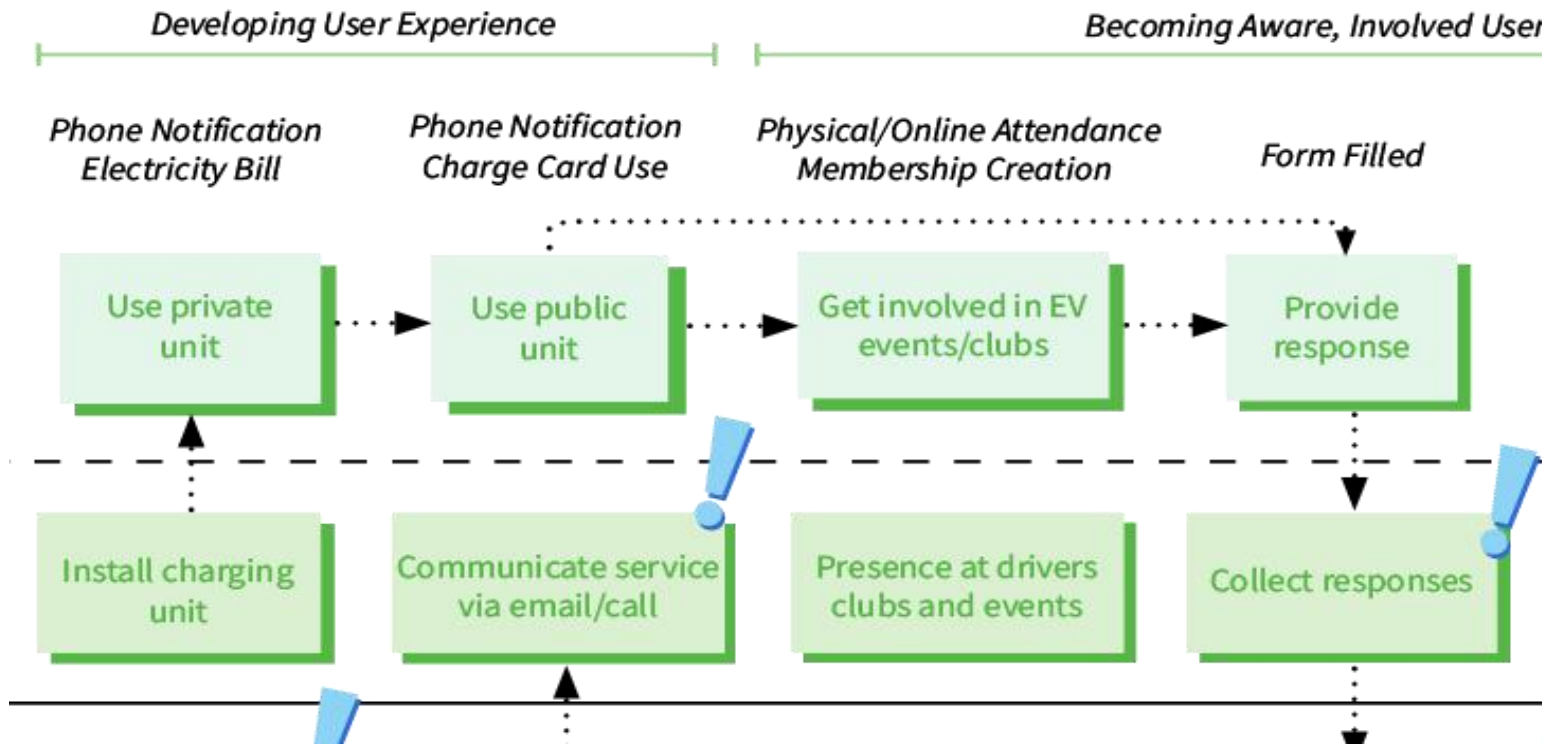 Developing User Experience
Becoming Aware, Involved User
Phone Notification
Electricity Bill
Phone Notification
Charge Card Use
Physical/Online Attendance
Membership Creation
Form Filled
Use private
unit
Use public
unit
Get involved in EV
events/clubs
Provide
response
Install charging
unit
Communicate service
via email/call
Presence at drivers
clubs and events
Collect responses